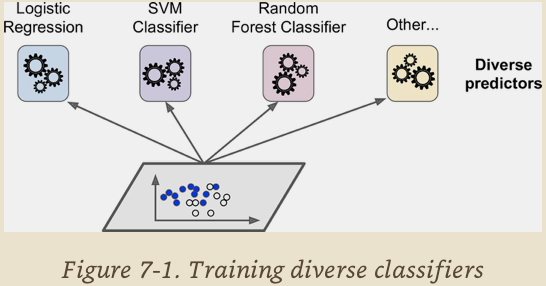 Logistic
Regression
SVM
Classifier
Random
Forest Classifier
Other...
Diverse
predictors
Figure 7-1. Training diverse classifiers